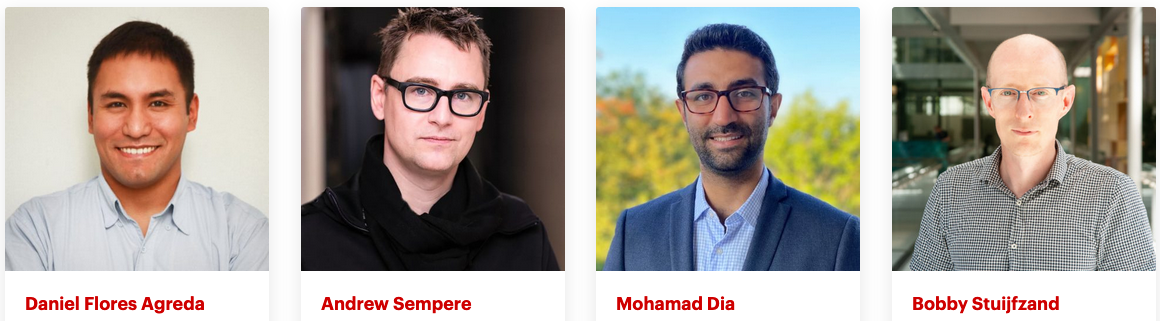 Daniel Flores Agreda
Andrew Sempere
Mohamad Dia
Bobby Stuijfzand